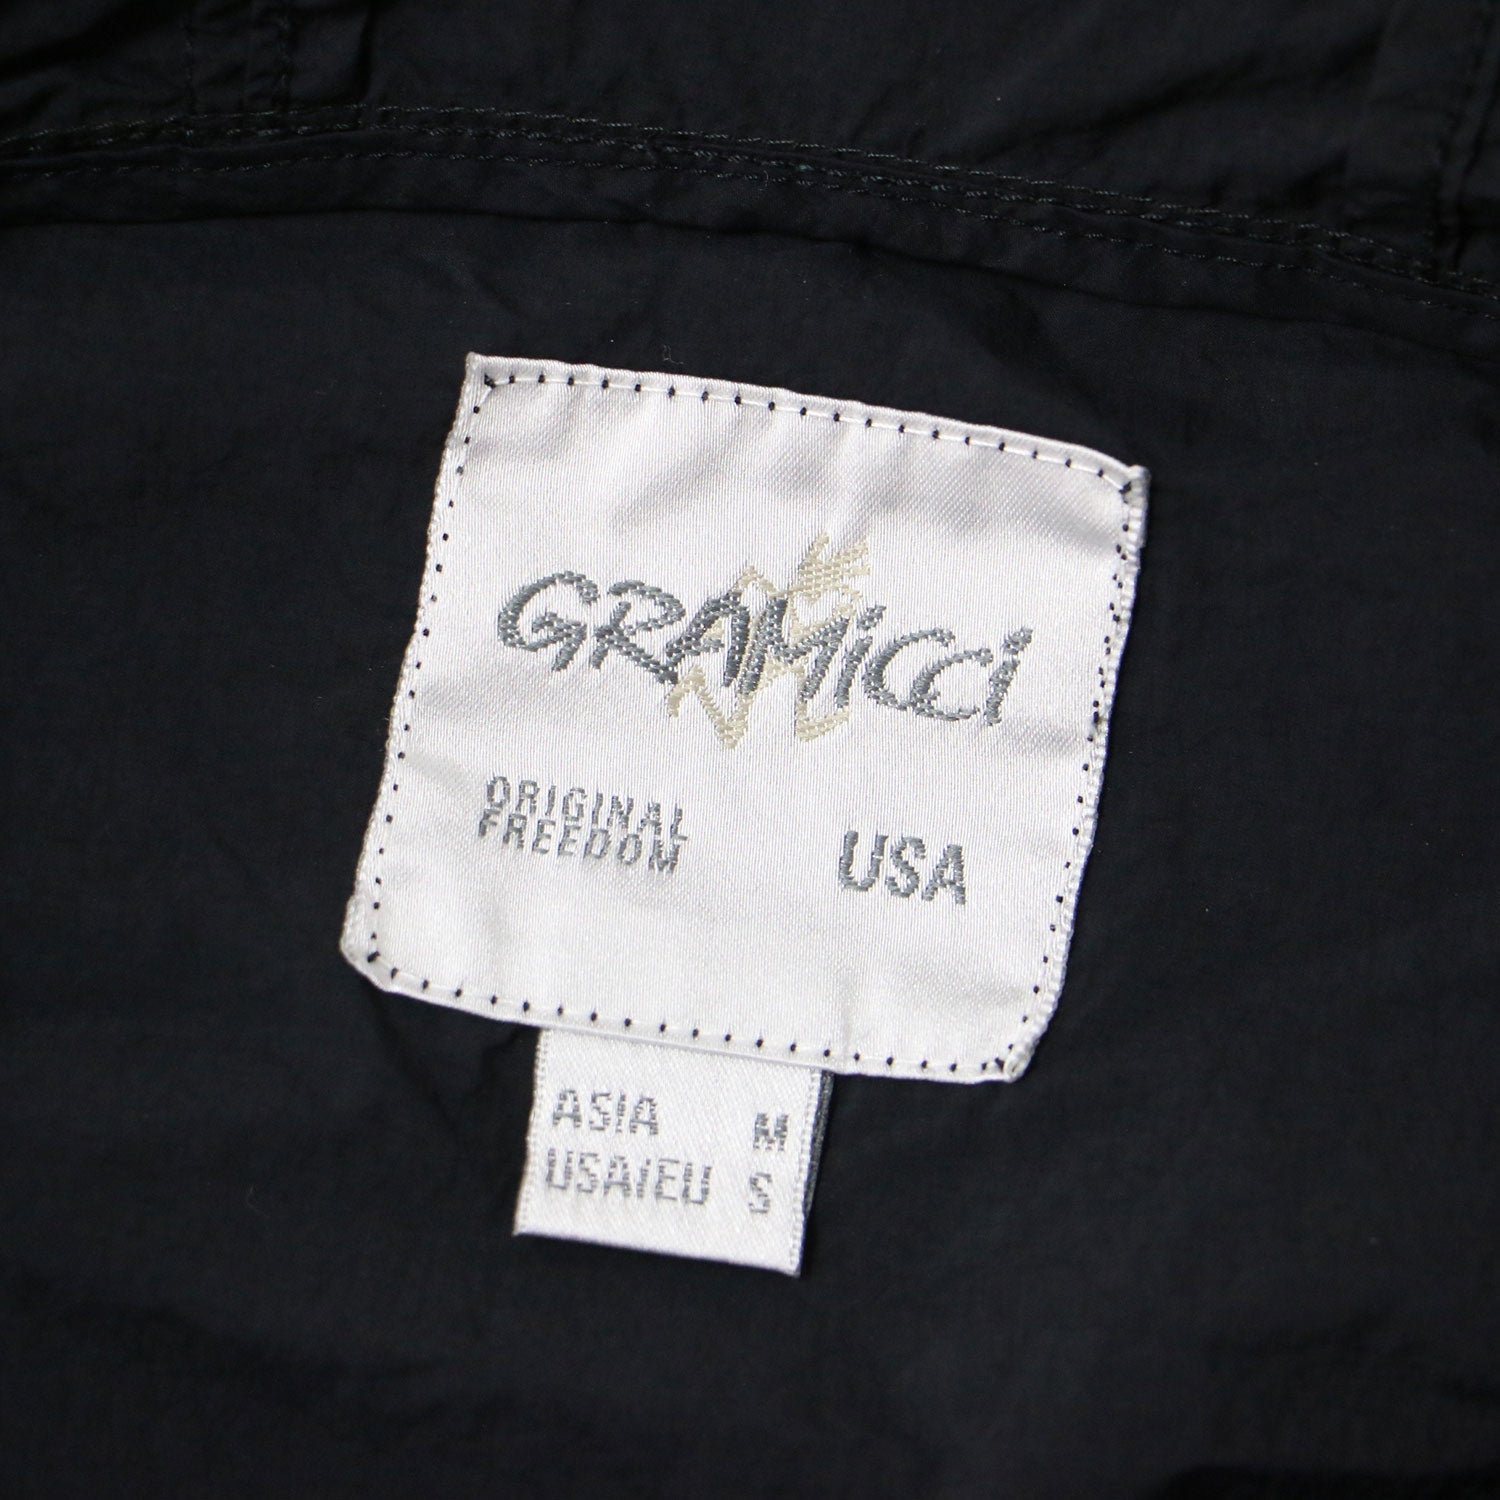 GRAMicci
ORIGINAL
FREEDOM
USA
ASIA M
USA/EU S